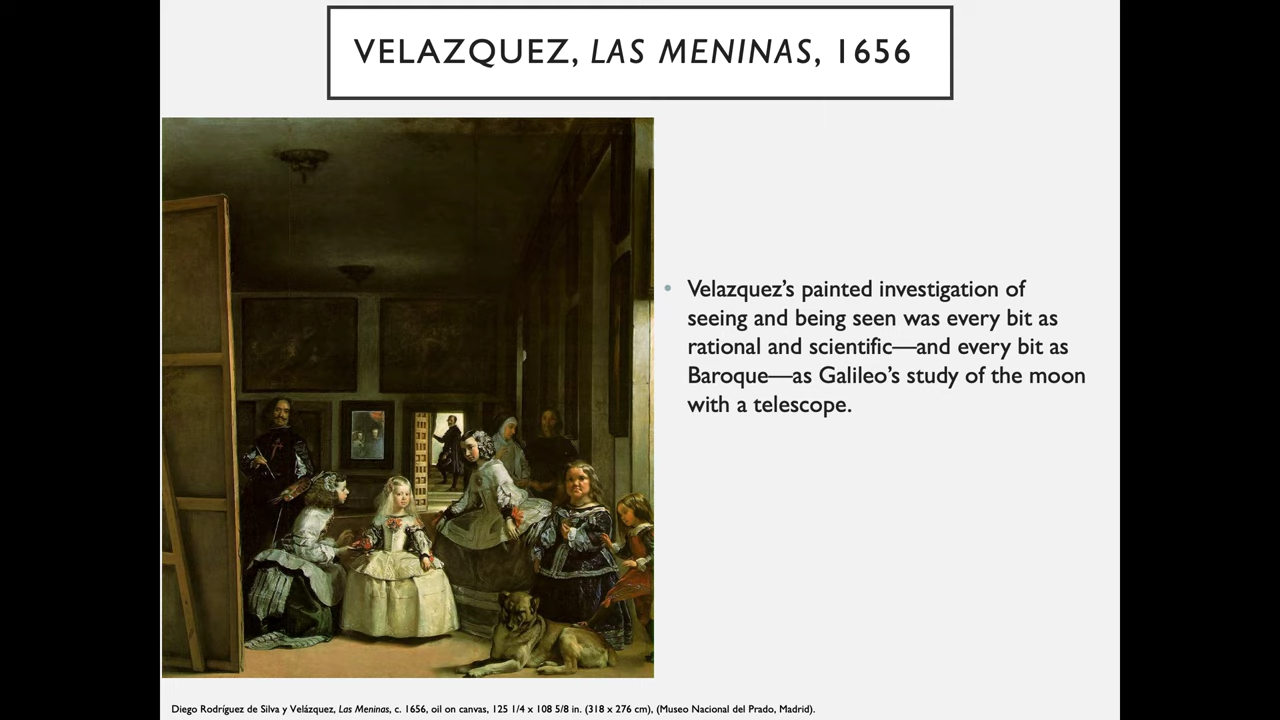 VELAZQUEZ, LAS MENINAS, 1656
• Velazquez’s painted investigation of
seeing and being seen was every bit as
rational and scientific—and every bit as
Baroque—as Galileo’s study of the moon
with a telescope.
Diego Rodríguez de Silva y Velázquez, Las Meninas, c. 1656, oil on canvas, 125 1/4 x 108 5/8 in. (318 x 276 cm), (Museo Nacional del Prado, Madrid).